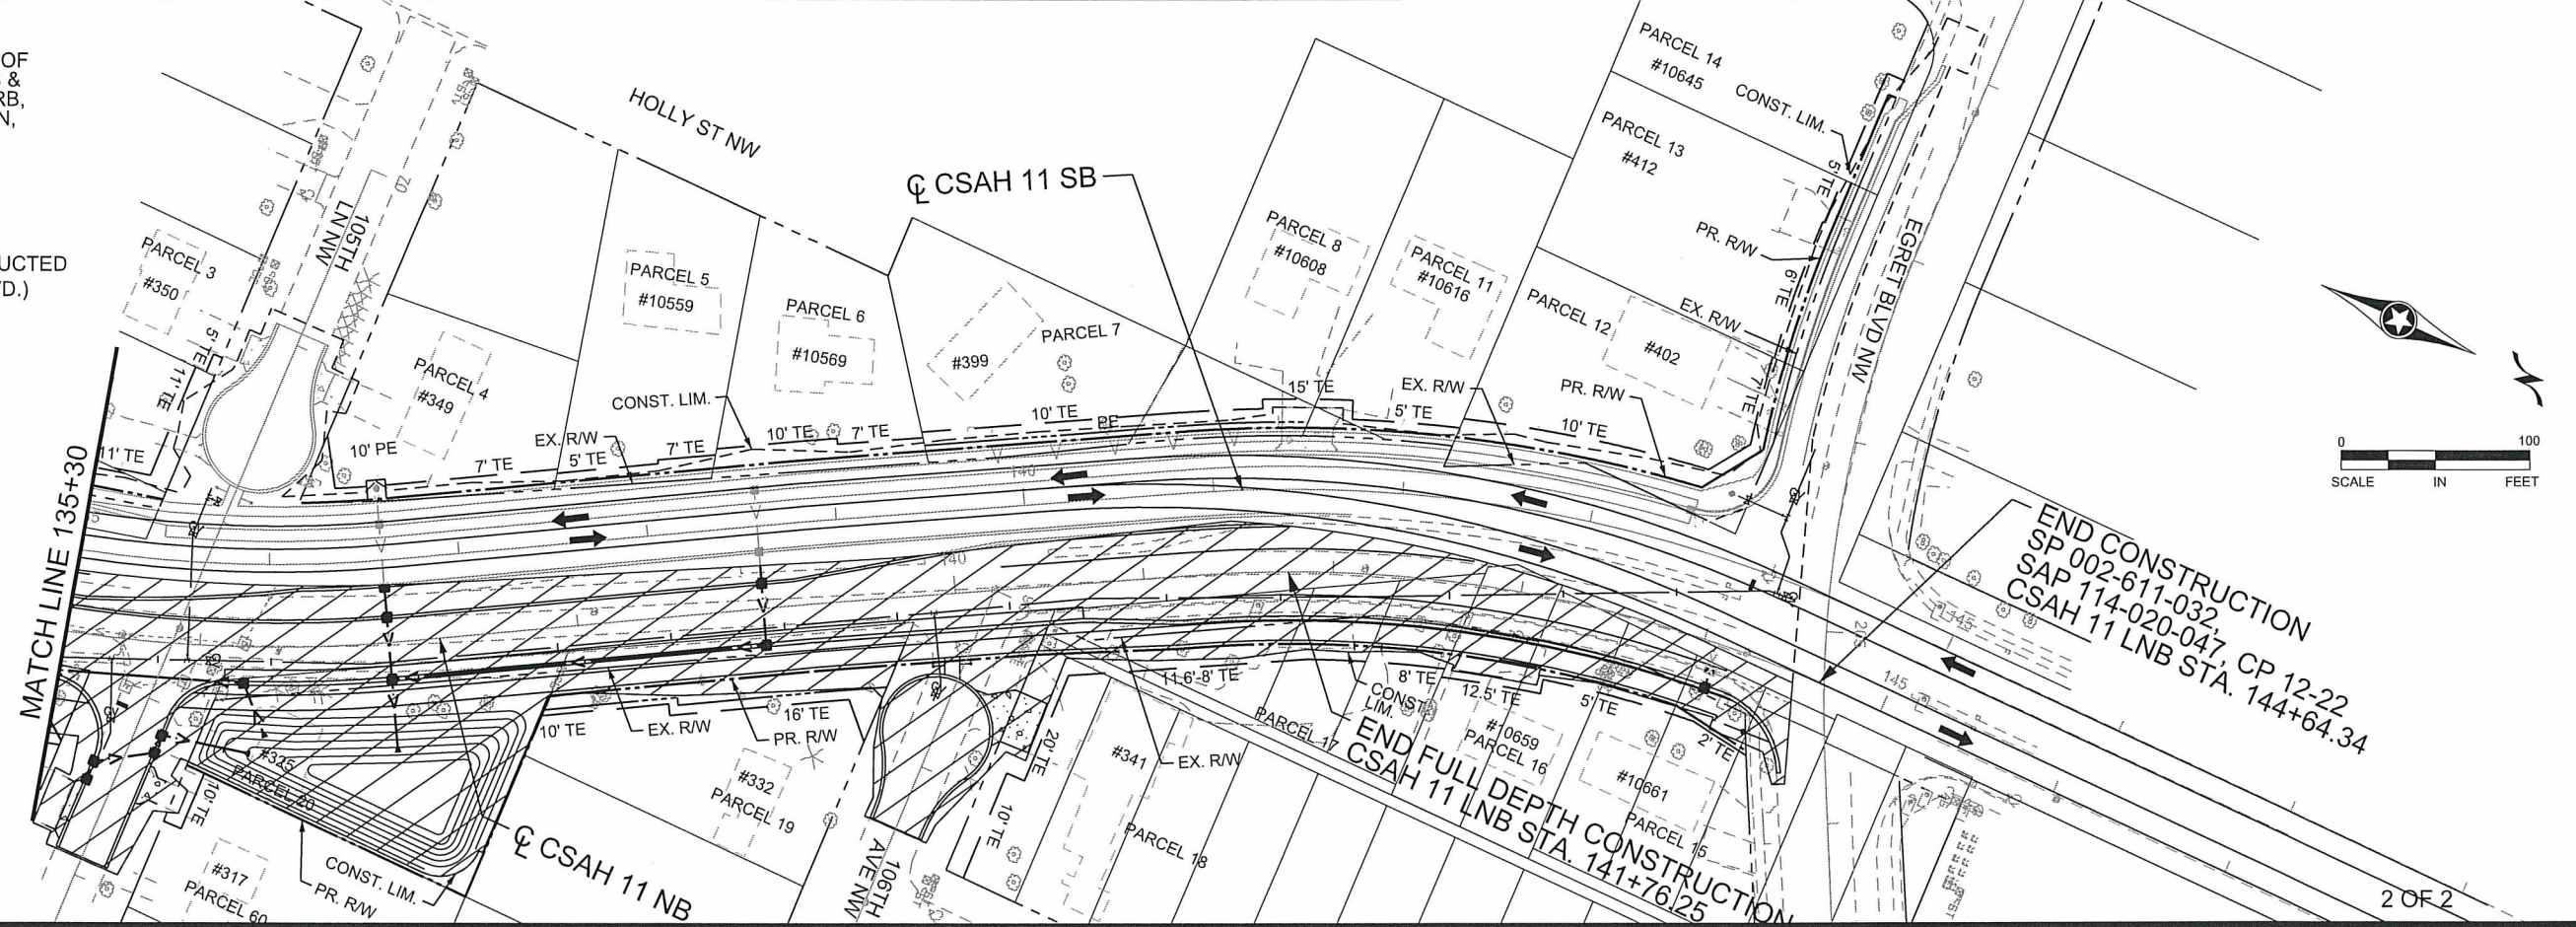 OF
&
RB,
N,
UCTED
/D.)
HOLLY ST NW
℄ CSAH 11 SB
105TH
LN NW
PARCEL 3
#350
5' TE
11' TE
11' TE
PARCEL 4
#349
10' PE
PARCEL 5
#10559
CONST. LIM.
EX. R/W
7' TE
5' TE
7' TE
PARCEL 6
#10569
10' TE
7' TE
#399
PARCEL 7
10' TE
PE
PARCEL 8
#10608
15' TE
PARCEL 11
#10616
EX. R/W
5' TE
PARCEL 12
#402
PR. R/W
10' TE
PARCEL 14
#10645
CONST. LIM.
PARCEL 13
#412
5' TE
PR. R/W
6' TE
EX. R/W
7' TE
EGRET BLVD NW
0 100
SCALE IN FEET
MATCH LINE 135+30
140
140
145
145
205
END CONSTRUCTION
SP 002-611-032,
SAP 114-020-047, CP 12-22
CSAH 11 LNB STA. 144+64.34
#325
PARCEL 20
10' TE
#317
PARCEL 60
CONST. LIM.
PR. R/W
℄ CSAH 11 NB
10' TE
EX. R/W
PR. R/W
16' TE
#332
PARCEL 19
106TH
AVE NW
20' TE
10' TE
#341
EX. R/W
PARCEL 18
11.6'-8' TE
PARCEL 17
CONST.
LIM.
8' TE
12.5' TE
#10659
PARCEL 16
5' TE
2' TE
#10661
PARCEL 15
END FULL DEPTH CONSTRUCTION
CSAH 11 LNB STA. 141+76.25
2 OF 2